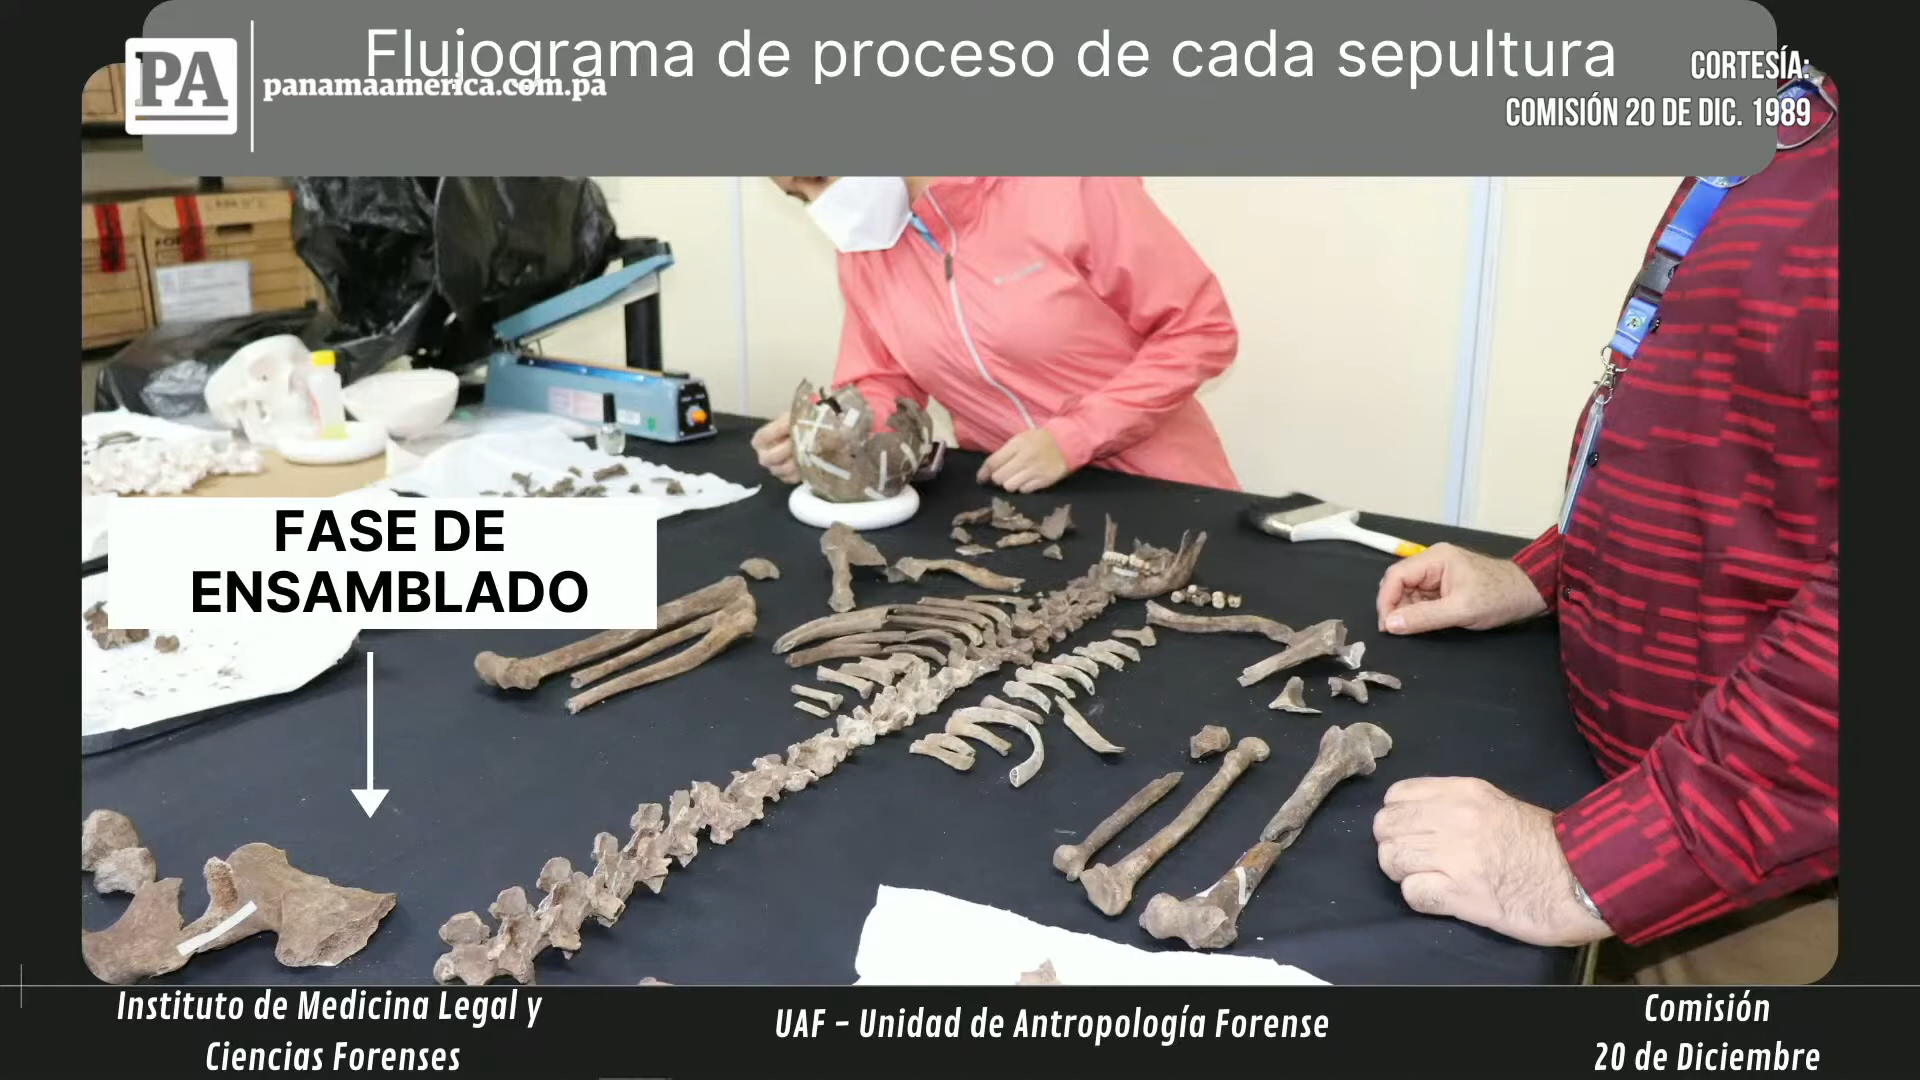 Flujograma de proceso de cada sepultura
PA
panamaamerica.com.pa
CORTESÍA:
COMISIÓN 20 DE DIC. 1989
FASE DE
ENSAMBLADO
Instituto de Medicina Legal y
Ciencias Forenses
UAF - Unidad de Antropología Forense
Comisión
20 de Diciembre